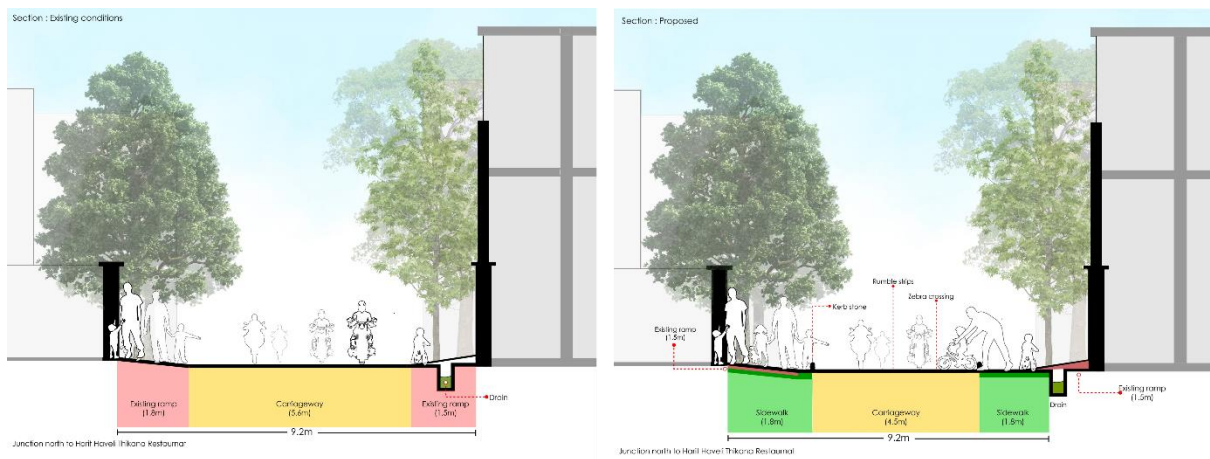 Section : Existing conditions
Existing ramp
(1.8m)
Carriageway
(5.6m)
Existing ramp
(1.5m)
Drain
9.2m
Junction north to Harit Haveli Thikana Restaurnat
Section : Proposed
Rumble strips
Zebra crossing
Kerb stone
Existing ramp
(1.5m)
Sidewalk
(1.8m)
Carriageway
(4.5m)
Sidewalk
(1.8m)
Drain
Existing ramp
(1.5m)
9.2m
Junction north to Harit Haveli Thikana Restaurnat